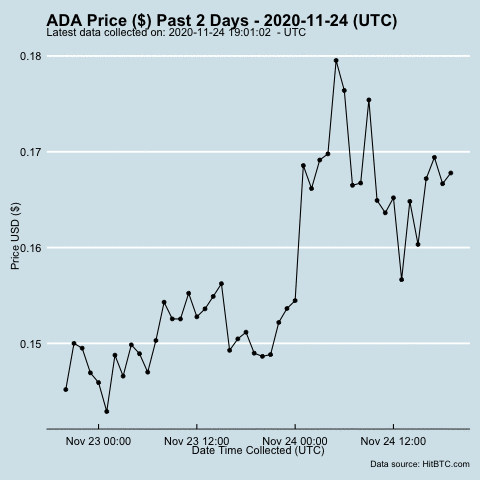 ADA Price ($) Past 2 Days - 2020-11-24 (UTC)
Latest data collected on: 2020-11-24 19:01:02  - UTC
0.18
0.17
0.16
0.15
Price USD ($)
Nov 23 00:00 Nov 23 12:00 Nov 24 00:00 Nov 24 12:00
Date Time Collected (UTC)
Data source: HitBTC.com